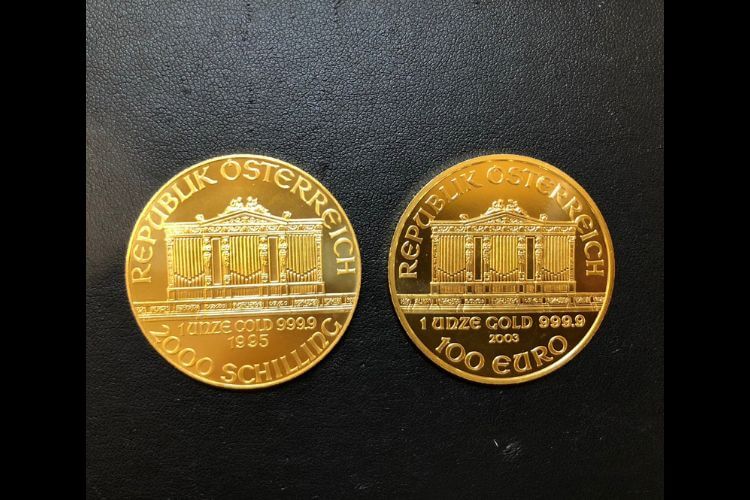 REPUBLIK ÖSTERREICH
1 UNZE GOLD 999.9
1995
2000 SCHILLING
REPUBLIK ÖSTERREICH
1 UNZE GOLD 999.9
2003
100 EURO